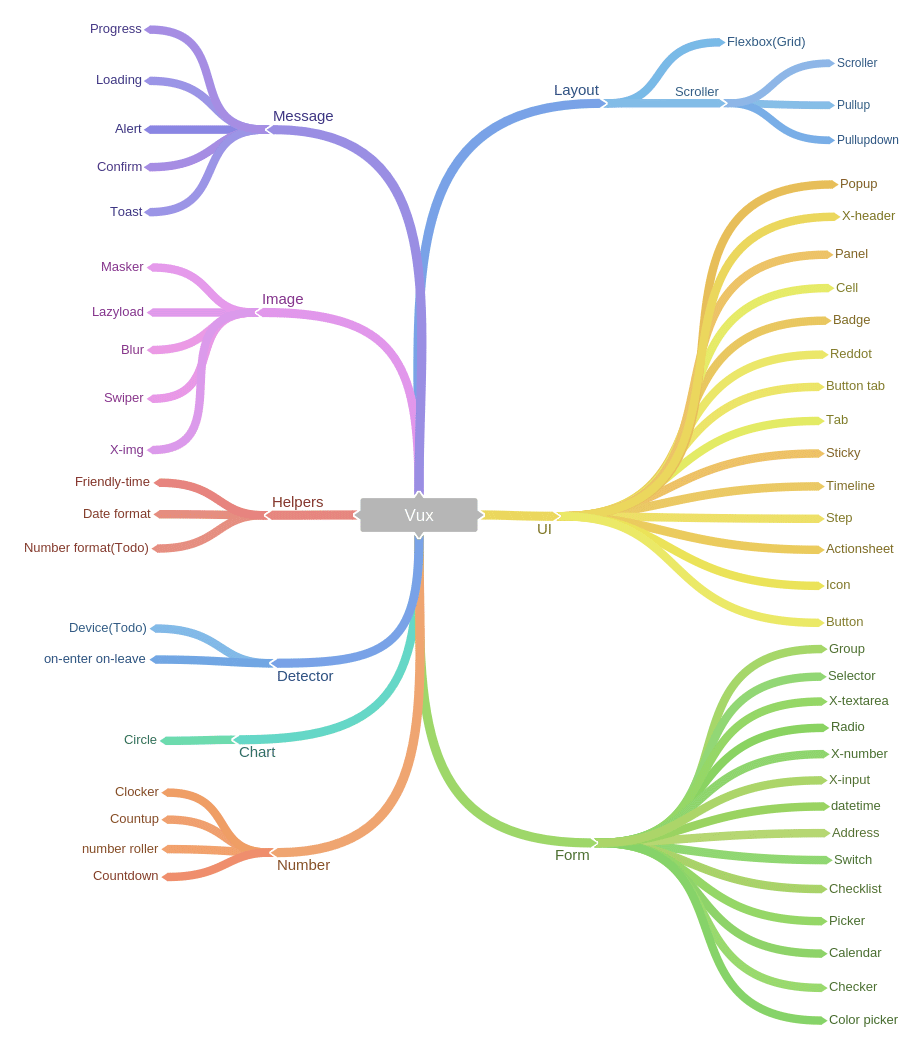 Vux
Message
Progress
Loading
Alert
Confirm
Toast
Image
Masker
Lazyload
Blur
Swiper
X-img
Helpers
Friendly-time
Date format
Number format(Todo)
Detector
Device(Todo)
on-enter on-leave
Chart
Circle
Number
Clocker
Countup
number roller
Countdown
Layout
Flexbox(Grid)
Scroller
Scroller
Pullup
Pullupdown
UI
Popup
X-header
Panel
Cell
Badge
Reddot
Button tab
Tab
Sticky
Timeline
Step
Actionsheet
Icon
Button
Form
Group
Selector
X-textarea
Radio
X-number
X-input
datetime
Address
Switch
Checklist
Picker
Calendar
Checker
Color picker